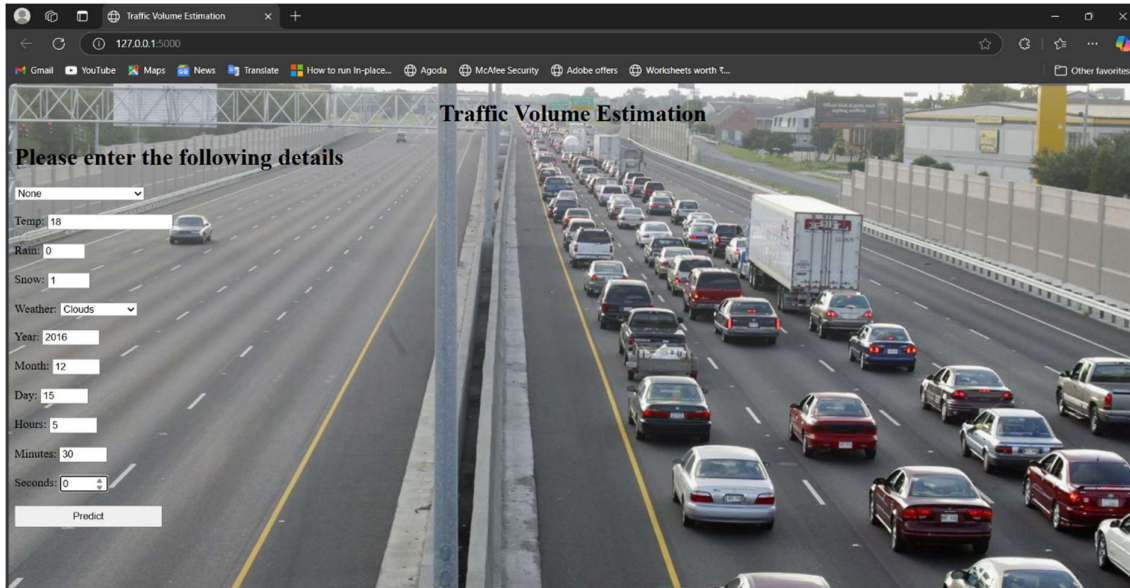 Traffic Volume Estimation
127.0.0.1:5000
Gmail YouTube Maps News Translate How to run In-place... Agoda McAfee Security Adobe offers Worksheets worth ₹... Other favorites
Traffic Volume Estimation
Please enter the following details
None
Temp: 18
Rain: 0
Snow: 1
Weather: Clouds
Year: 2016
Month: 12
Day: 15
Hours: 5
Minutes: 30
Seconds: 0
Predict